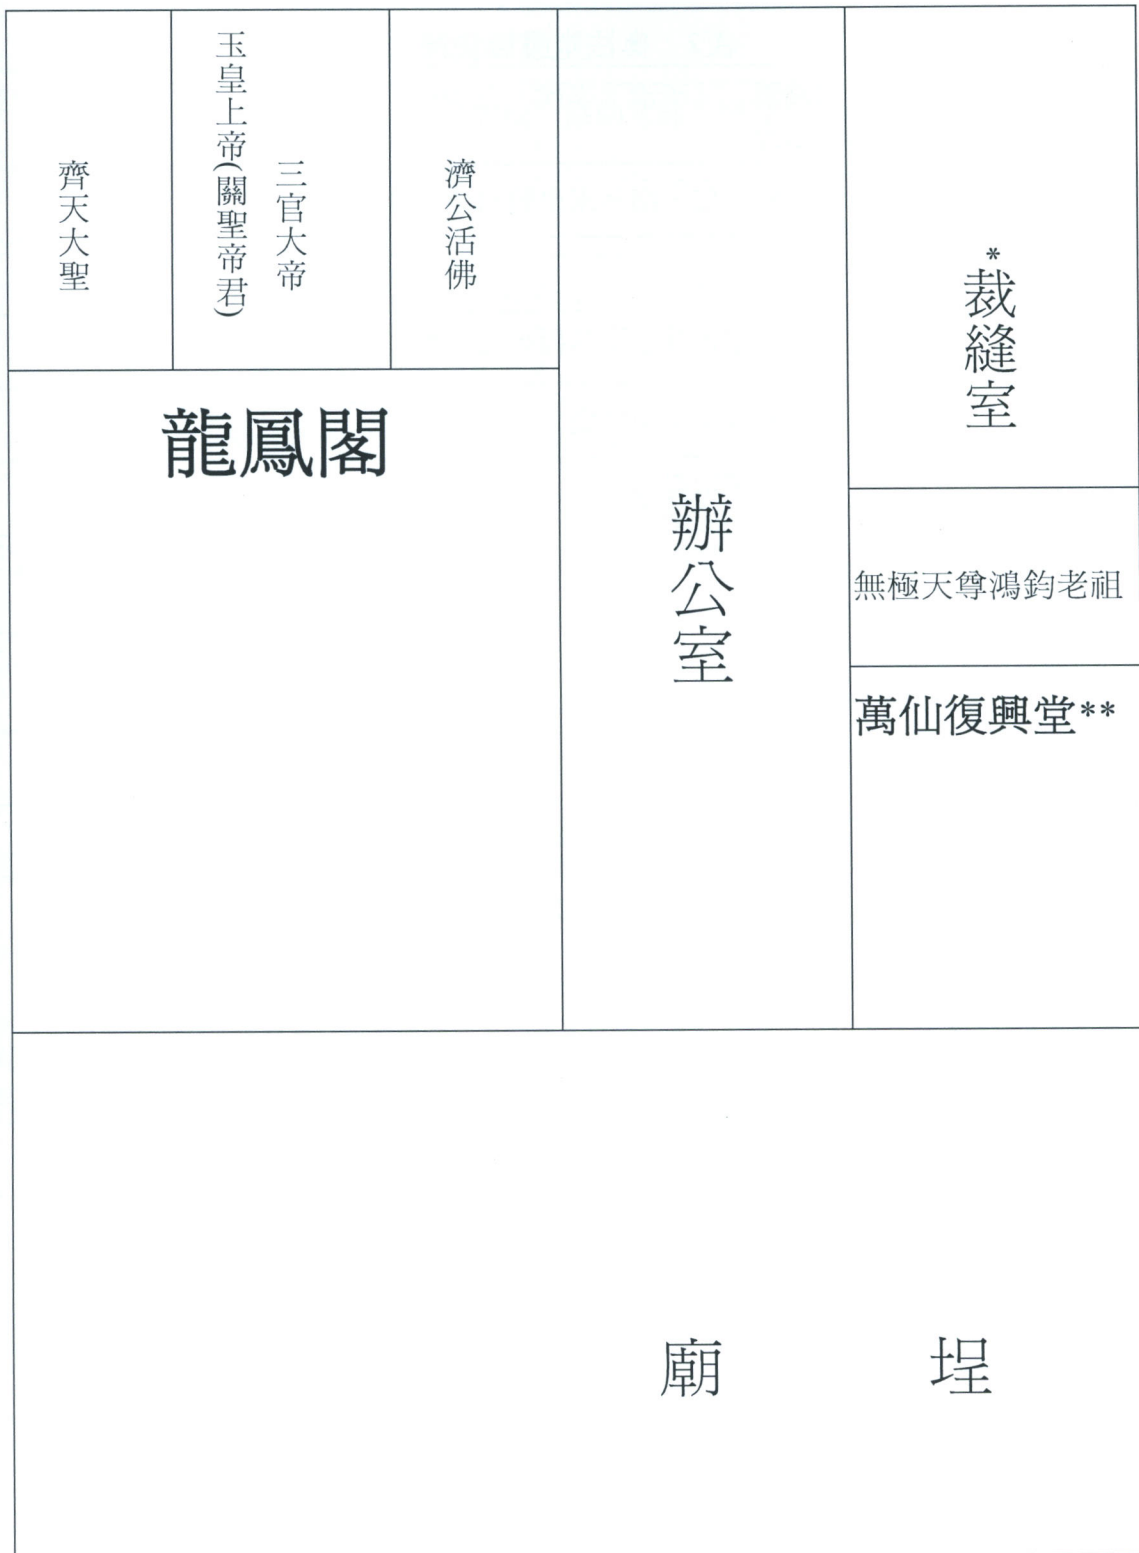 齊天大聖
玉皇上帝(關聖帝君)
三官大帝
濟公活佛
*裁縫室
龍鳳閣
辦公室
無極天尊鴻鈞老祖
萬仙復興堂**
廟 埕